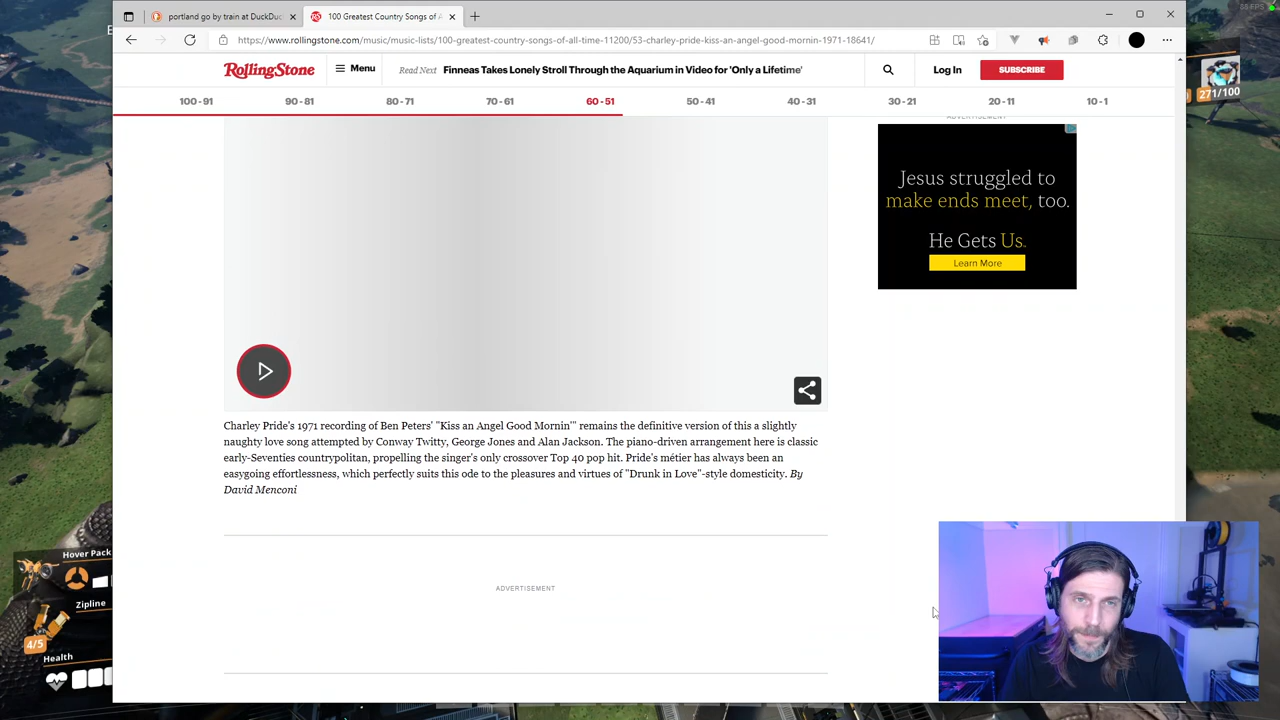 portland go by train at DuckDuc
100 Greatest Country Songs of A
88 FPS
https://www.rollingstone.com/music/music-lists/100-greatest-country-songs-of-all-time-11200/53-charley-pride-kiss-an-angel-good-mornin-1971-18641/
RollingStone
Menu
Read Next Finneas Takes Lonely Stroll Through the Aquarium in Video for 'Only a Lifetime'
Log In
SUBSCRIBE
271/100
100 - 91 90 - 81 80 - 71 70 - 61 60 - 51 50 - 41 40 - 31 30 - 21 20 - 11 10 - 1
ADVERTISEMENT
Jesus struggled to
make ends meet, too.
He Gets Us.
Learn More
Charley Pride's 1971 recording of Ben Peters' "Kiss an Angel Good Mornin'" remains the definitive version of this a slightly
naughty love song attempted by Conway Twitty, George Jones and Alan Jackson. The piano-driven arrangement here is classic
early-Seventies countrypolitan, propelling the singer's only crossover Top 40 pop hit. Pride's métier has always been an
easygoing effortlessness, which perfectly suits this ode to the pleasures and virtues of "Drunk in Love"-style domesticity. By
David Menconi
ADVERTISEMENT
Hover Pack
Zipline
4/5
Health